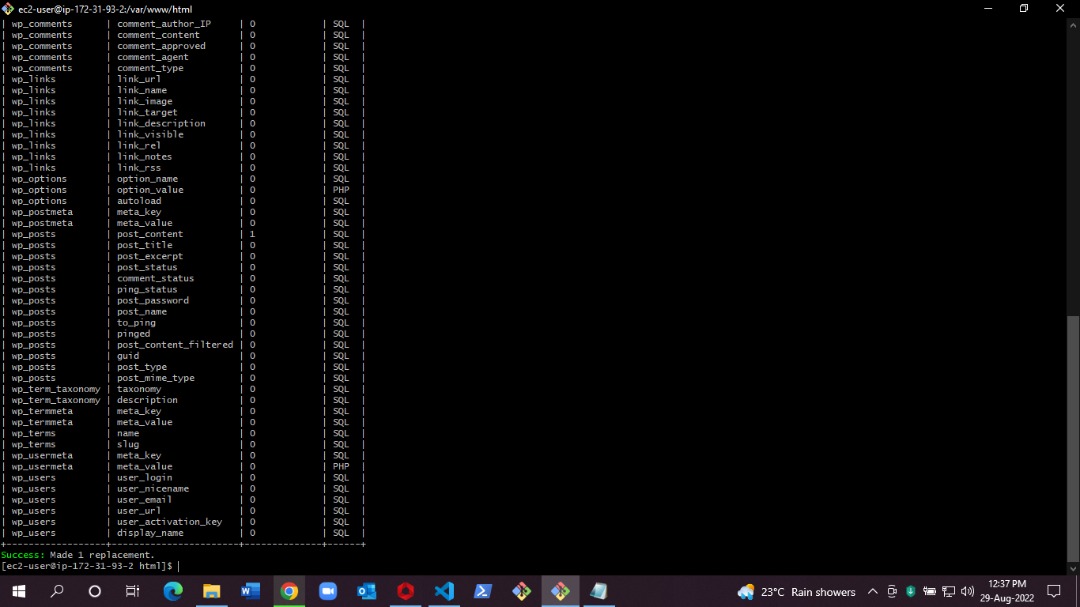 ec2-user@ip-172-31-93-2:/var/www/html
| wp_comments | comment_author_IP | 0 | SQL |
| wp_comments | comment_content | 0 | SQL |
| wp_comments | comment_approved | 0 | SQL |
| wp_comments | comment_agent | 0 | SQL |
| wp_comments | comment_type | 0 | SQL |
| wp_links | link_url | 0 | SQL |
| wp_links | link_name | 0 | SQL |
| wp_links | link_image | 0 | SQL |
| wp_links | link_target | 0 | SQL |
| wp_links | link_description | 0 | SQL |
| wp_links | link_visible | 0 | SQL |
| wp_links | link_rel | 0 | SQL |
| wp_links | link_notes | 0 | SQL |
| wp_links | link_rss | 0 | SQL |
| wp_options | option_name | 0 | SQL |
| wp_options | option_value | 0 | PHP |
| wp_options | autoload | 0 | SQL |
| wp_postmeta | meta_key | 0 | SQL |
| wp_postmeta | meta_value | 0 | SQL |
| wp_posts | post_content | 1 | SQL |
| wp_posts | post_title | 0 | SQL |
| wp_posts | post_excerpt | 0 | SQL |
| wp_posts | post_status | 0 | SQL |
| wp_posts | comment_status | 0 | SQL |
| wp_posts | ping_status | 0 | SQL |
| wp_posts | post_password | 0 | SQL |
| wp_posts | post_name | 0 | SQL |
| wp_posts | to_ping | 0 | SQL |
| wp_posts | pinged | 0 | SQL |
| wp_posts | post_content_filtered | 0 | SQL |
| wp_posts | guid | 0 | SQL |
| wp_posts | post_type | 0 | SQL |
| wp_posts | post_mime_type | 0 | SQL |
| wp_term_taxonomy | taxonomy | 0 | SQL |
| wp_term_taxonomy | description | 0 | SQL |
| wp_termmeta | meta_key | 0 | SQL |
| wp_termmeta | meta_value | 0 | SQL |
| wp_terms | name | 0 | SQL |
| wp_terms | slug | 0 | SQL |
| wp_usermeta | meta_key | 0 | SQL |
| wp_usermeta | meta_value | 0 | PHP |
| wp_users | user_login | 0 | SQL |
| wp_users | user_nicename | 0 | SQL |
| wp_users | user_email | 0 | SQL |
| wp_users | user_url | 0 | SQL |
| wp_users | user_activation_key | 0 | SQL |
| wp_users | display_name | 0 | SQL |
+------------------+-----------------------+--------------+------+
Success: Made 1 replacement.
[ec2-user@ip-172-31-93-2 html]$
23°C Rain showers
12:37 PM
29-Aug-2022